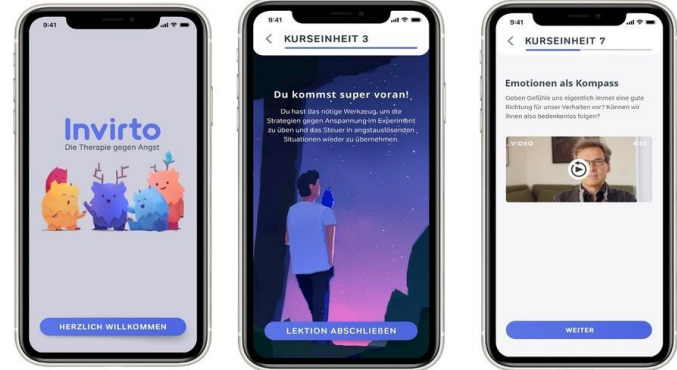 9:41
Invirto
Die Therapie gegen Angst
HERZLICH WILLKOMMEN
9:41
KURSEINHEIT 3
Du kommst super voran!
Du hast das nötige Werkzeug, um die
Strategien gegen Anspannung im Experiment
zu üben und das Steuer in angstauslösenden
Situationen wieder zu übernehmen.
LEKTION ABSCHLIEẞEN
9:41
KURSEINHEIT 7
Emotionen als Kompass
Geben Gefühle uns eigentlich immer eine gute
Richtung für unser Verhalten vor? Können wir
ihnen also bedenkenlos folgen?
VIDEO
WEITER